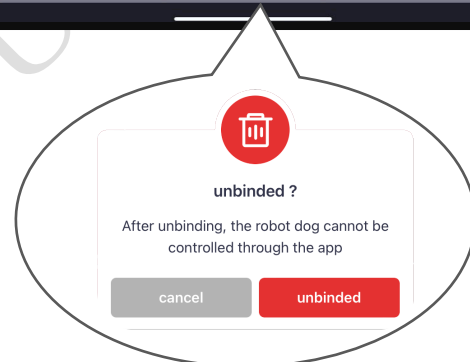 unbinded ?
After unbinding, the robot dog cannot be
controlled through the app
cancel
unbinded